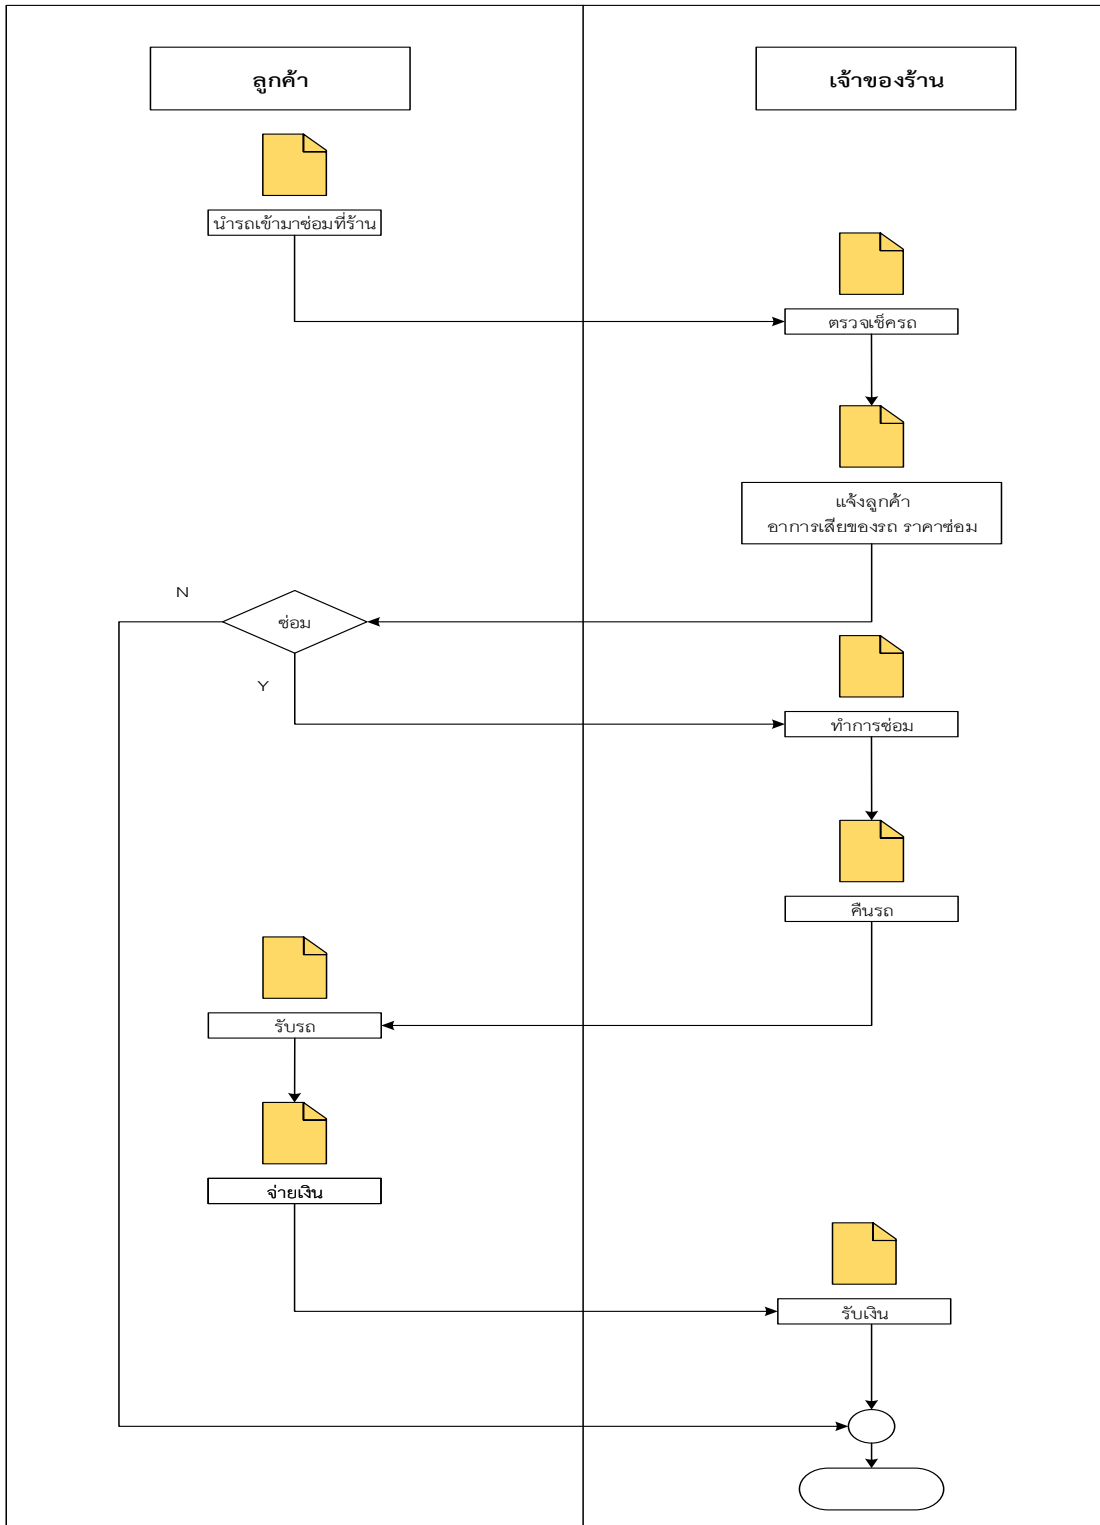 ลูกค้า
เจ้าของร้าน
นำรถเข้ามาซ่อมที่ร้าน
ตรวจเช็ครถ
แจ้งลูกค้า
อาการเสียของรถ ราคาซ่อม
N
ซ่อม
Y
ทำการซ่อม
คืนรถ
รับรถ
จ่ายเงิน
รับเงิน